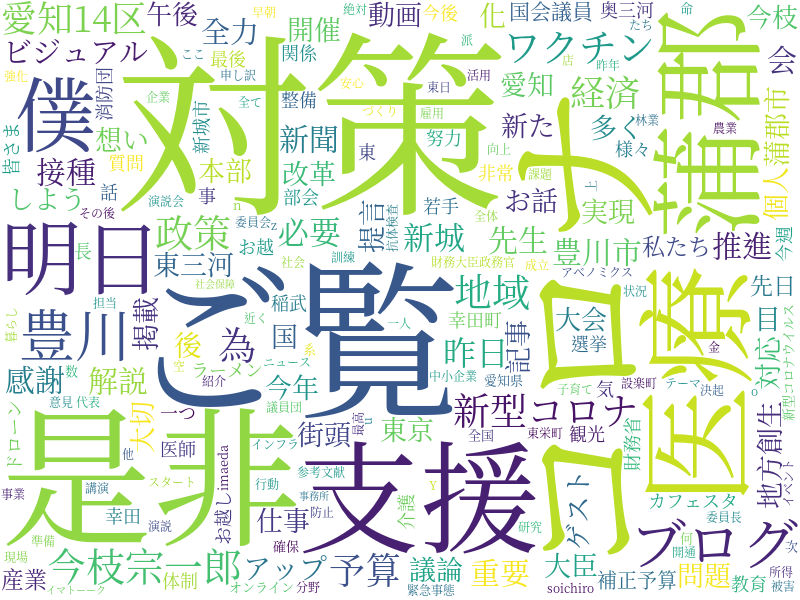 愛知14区
午後
全力
開催
動画
今後
化
国会議員
奥三河
たち
命
今枝
早朝
絶対
ビジュアル
関係
ここ
派
ワクチン
昨年
店
会
強化
最後
申し訳
対策
ナ
蒲郡
僕
消防団
企業
全て
整備
安心
づくり
雇用
東日
活用
愛知
経済
林業
農業
皆さま
想い
新城市
新聞
東
努力
向上
新た
多く
様々
個人
蒲郡市
接種
質問
本部
改革
非常
課題
上
しよう
話
その後
演説会
事
n
部会
提言
若手
全体
お話
実現
今週
明日
長
政策
委員会
z
お越
必要
抗体検査
新城
先生
豊川市
私たち
推進
東三河
社会
訓練
財務大臣政務官
成立
アベノミクス
ご覧
コロ
医療
状況
先日
社会保障
豊川
掲載
担当
近く
稲武
国
一人
地域
幸田町
大会
目
暮らし
後
為
記事
選挙
対応
新型コロナウイルス
数
ラーメン
ニュース
系
昨日
中小企業
愛知県
金
感謝
解説
空
紹介
今年
議員団
子育て
気
設楽町
テーマ
決起
o
是非
意見
代表
一つ
u
最高
支援
新型コロナ
東栄町
観光
財務省
地方創生
イベント
ドローン
大切
医師
imaeda
インフラ
街頭
東京
全国
他
参考文献
Y
ゲスト
カフェスタ
委員長
事業
講演
スタート
お越し
行動
事務所
防止
介護
研究
ブログ
何
次
幸田
演説
仕事
確保
開通
現場
準備
今枝宗一郎
アップ
予算
議論
重要
大臣
問題
教育
所得
産業
イマトーーク
体制
オンライン
分野
緊急事態
soichiro
補正予算
被害